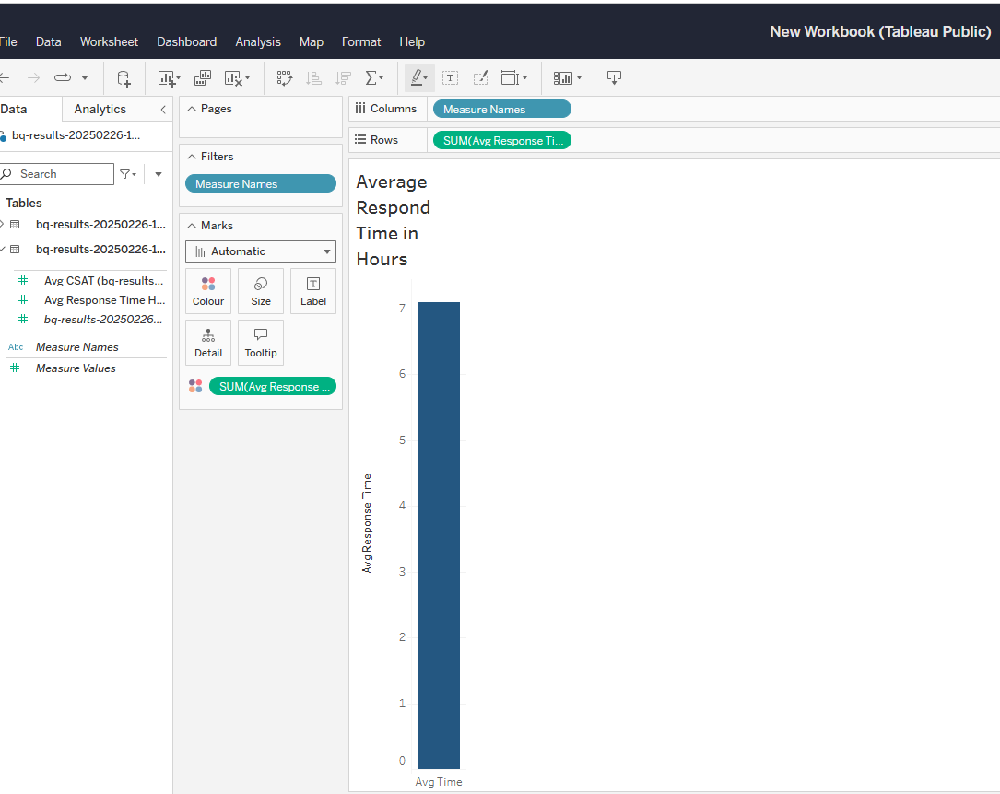 New Workbook (Tableau Public)
File Data Worksheet Dashboard Analysis Map Format Help
Data Analytics
Pages
Columns Measure Names
bq-results-20250226-1...
Rows SUM(Avg Response Ti...
Search
Filters
Measure Names
Tables
bq-results-20250226-1...
bq-results-20250226-1...
Avg CSAT (bq-results...
Avg Response Time H...
bq-results-20250226...
Abc Measure Names
Measure Values
Marks
Automatic
Colour Size Label
Detail Tooltip
SUM(Avg Response ...
Average
Respond
Time in
Hours
7
6
5
4
3
2
1
0
Avg Response Time
Avg Time